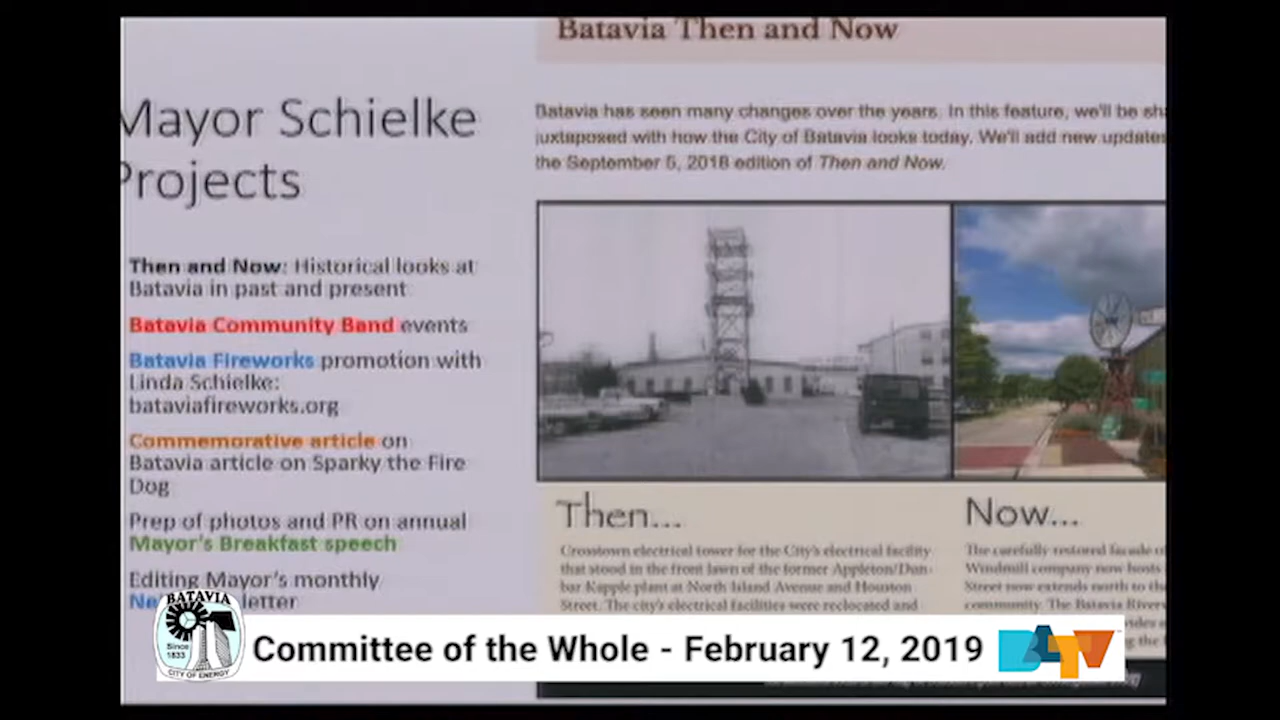 Mayor Schielke
Projects
Then and Now: Historical looks at
Batavia in past and present
Batavia Community Band events
Batavia Fireworks promotion with
Linda Schielke:
bataviafireworks.org
Commemorative article on
Batavia article on Sparky the Fire
Dog
Prep of photos and PR on annual
Mayor's Breakfast speech
Editing Mayor's monthly
letter
Batavia Then and Now
Batavia has seen many changes over the years. In this feature, we'll be
juxtaposed with how the City of Batavia looks today. We'll add new updates
the September 5, 2018 edition of Then and Now.
Then...
Crosstown electrical tower for the City's electrical facility
that stood in the front lawn of the former Appleton/Dun-
bar Kapple plant at North Island Avenue and Houston
Street. The city's electrical facilities were relocated and
Now...
The carefully restored facade
Windmill company now hosts
Street now extends north to
community. The Batavia
BATAVIA
Since
1833
CITY OF ENERGY
Committee of the Whole - February 12, 2019
BATV